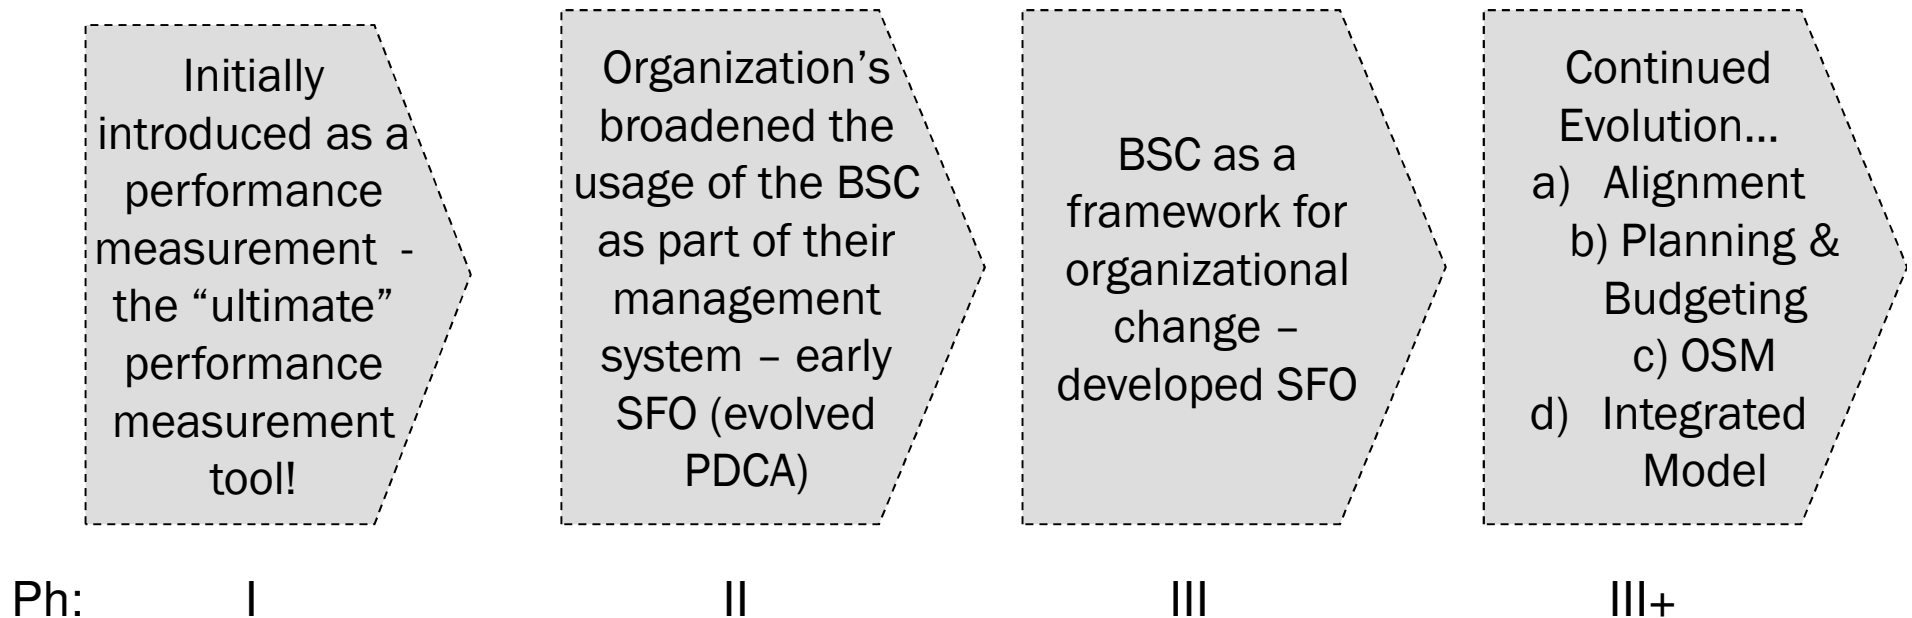 Initially
introduced as a
performance
measurement -
the “ultimate”
performance
measurement
tool!
Organization’s
broadened the
usage of the BSC
as part of their
management
system – early
SFO (evolved
PDCA)
BSC as a
framework for
organizational
change –
developed SFO
Continued
Evolution...
a) Alignment
b) Planning &
Budgeting
c) OSM
d) Integrated
Model
Ph: I II III III+